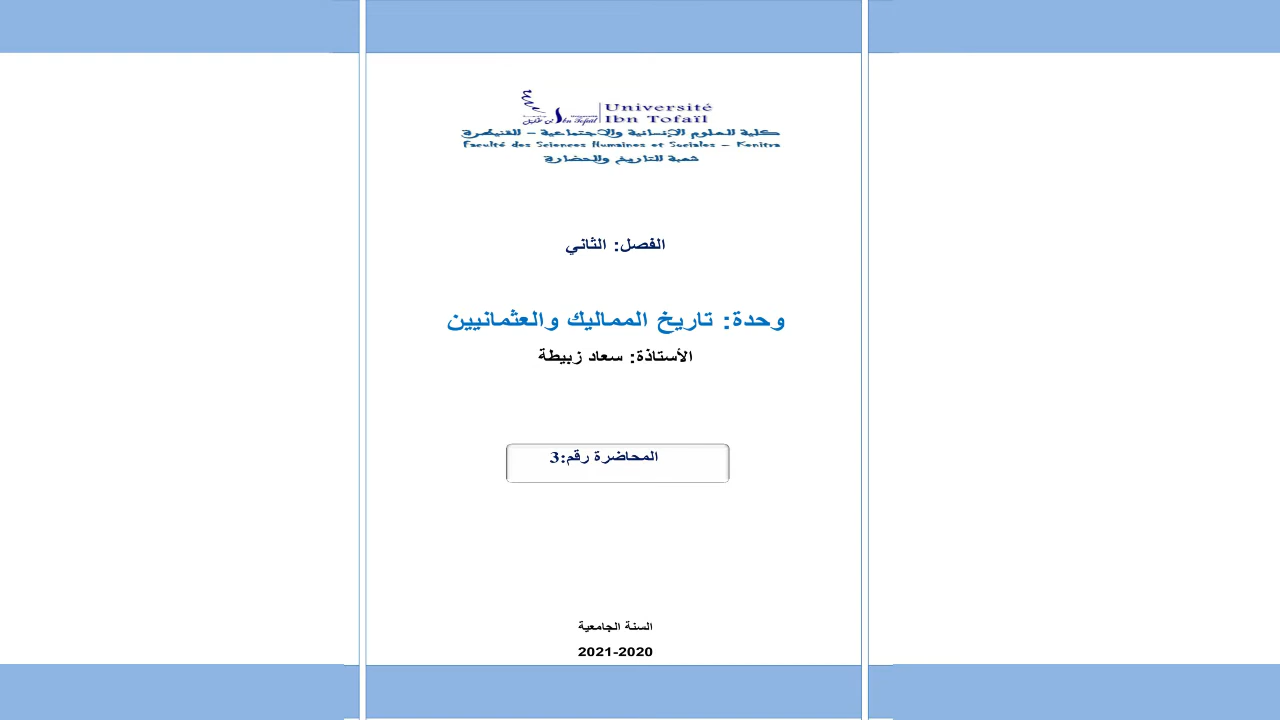 Université
Ibn Tofaïl
كلية العلوم الإنسانية والاجتماعية – القنيطرة
Faculté des Sciences Humaines et Sociales – Kenitra
شعبة التاريخ والحضارة
الفصل: الثاني
وحدة: تاريخ المماليك والعثمانيين
الأستاذة: سعاد زبيطة
المحاضرة رقم:3
السنة الجامعية
2021-2020